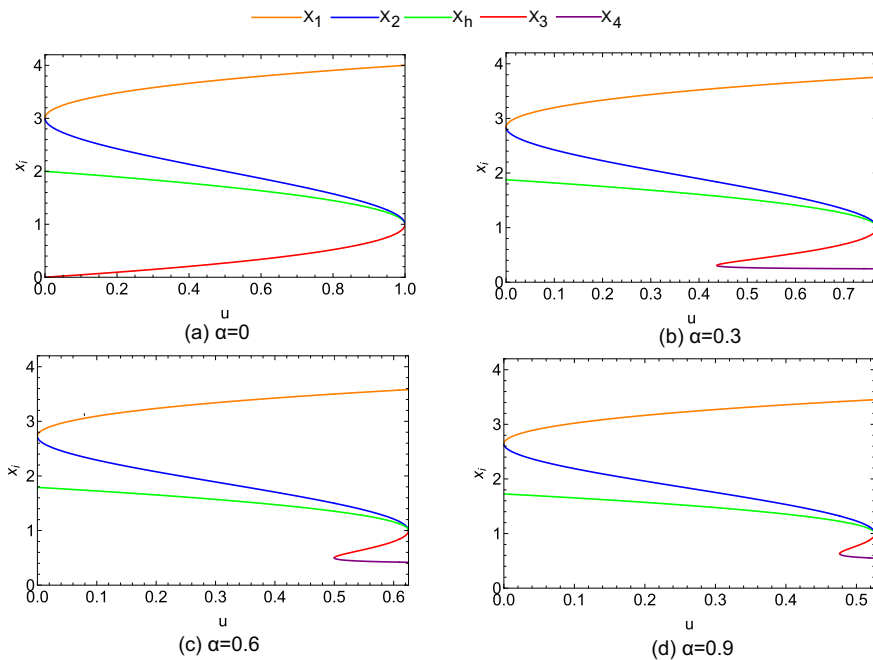 X1 X2 Xh X3 X4
4
3
2
1
0
xi
0.0 0.2 0.4 0.6 0.8 1.0
u
(a) α=0
4
3
2
1
0
xi
0.0 0.1 0.2 0.3 0.4 0.5 0.6 0.7
u
(b) α=0.3
4
3
2
1
0
xi
0.0 0.1 0.2 0.3 0.4 0.5 0.6
u
(c) α=0.6
4
3
2
1
0
xi
0.0 0.1 0.2 0.3 0.4 0.5
u
(d) α=0.9